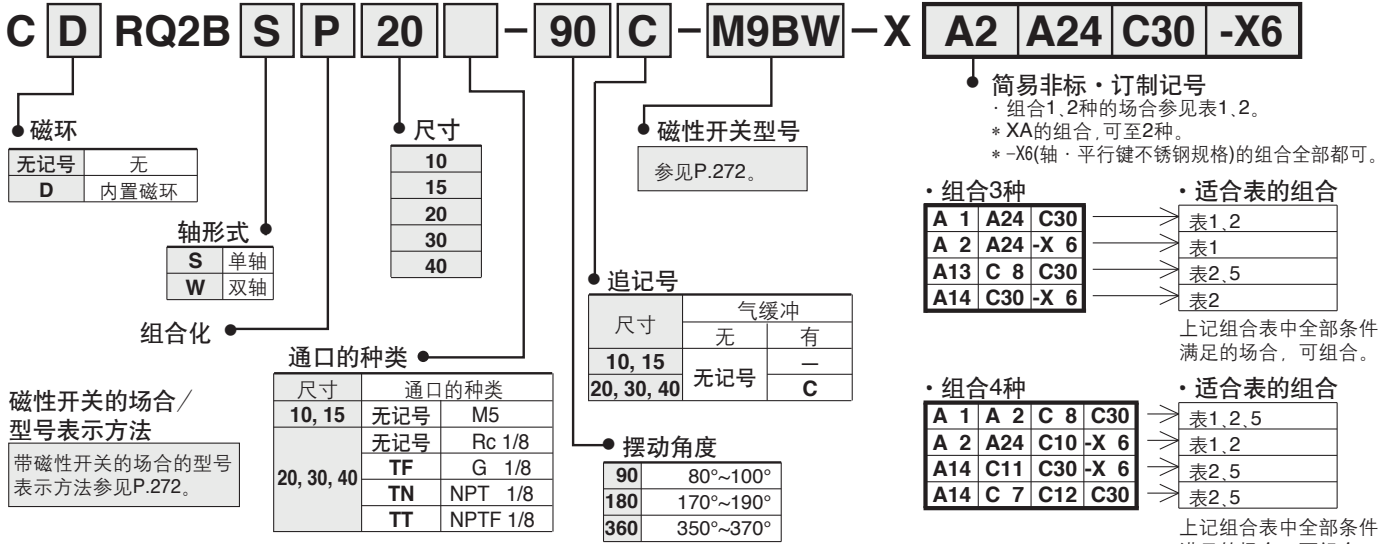 C D RQ2B S P 20 - 90 C - M9BW - X A2 A24 C30 -X6
磁环
无记号 无
D 内置磁环
轴形式
S 单轴
W 双轴
组合化
磁性开关的场合/
型号表示方法
带磁性开关的场合的型号
表示方法参见P.272。
尺寸
10
15
20
30
40
通口的种类
尺寸 通口的种类
10, 15 无记号 M5
20, 30, 40 无记号 Rc 1/8
TF G 1/8
TN NPT 1/8
TT NPTF 1/8
追记号
尺寸 气缓冲
无 有
10, 15 无记号 —
20, 30, 40 C
摆动角度
90 80°~100°
180 170°~190°
360 350°~370°
磁性开关型号
参见P.272。
简易非标・订制记号
·组合1、2种的场合参见表1、2。
* XA的组合,可至2种。
* -X6(轴・平行键不锈钢规格)的组合全部都可。
・组合3种 ・适合表的组合
A 1 A24 C30 表1、2
A 2 A24 -X 6 表1
A13 C 8 C30 表2、5
A14 C30 -X 6 表2
上记组合表中全部条件
满足的场合,可组合。
・组合4种 ・适合表的组合
A 1 A 2 C 8 C30 表1、2、5
A 2 A24 C10 -X 6 表1、2
A14 C11 C30 -X 6 表2、5
A14 C 7 C12 C30 表2、5
上记组合表中全部条件